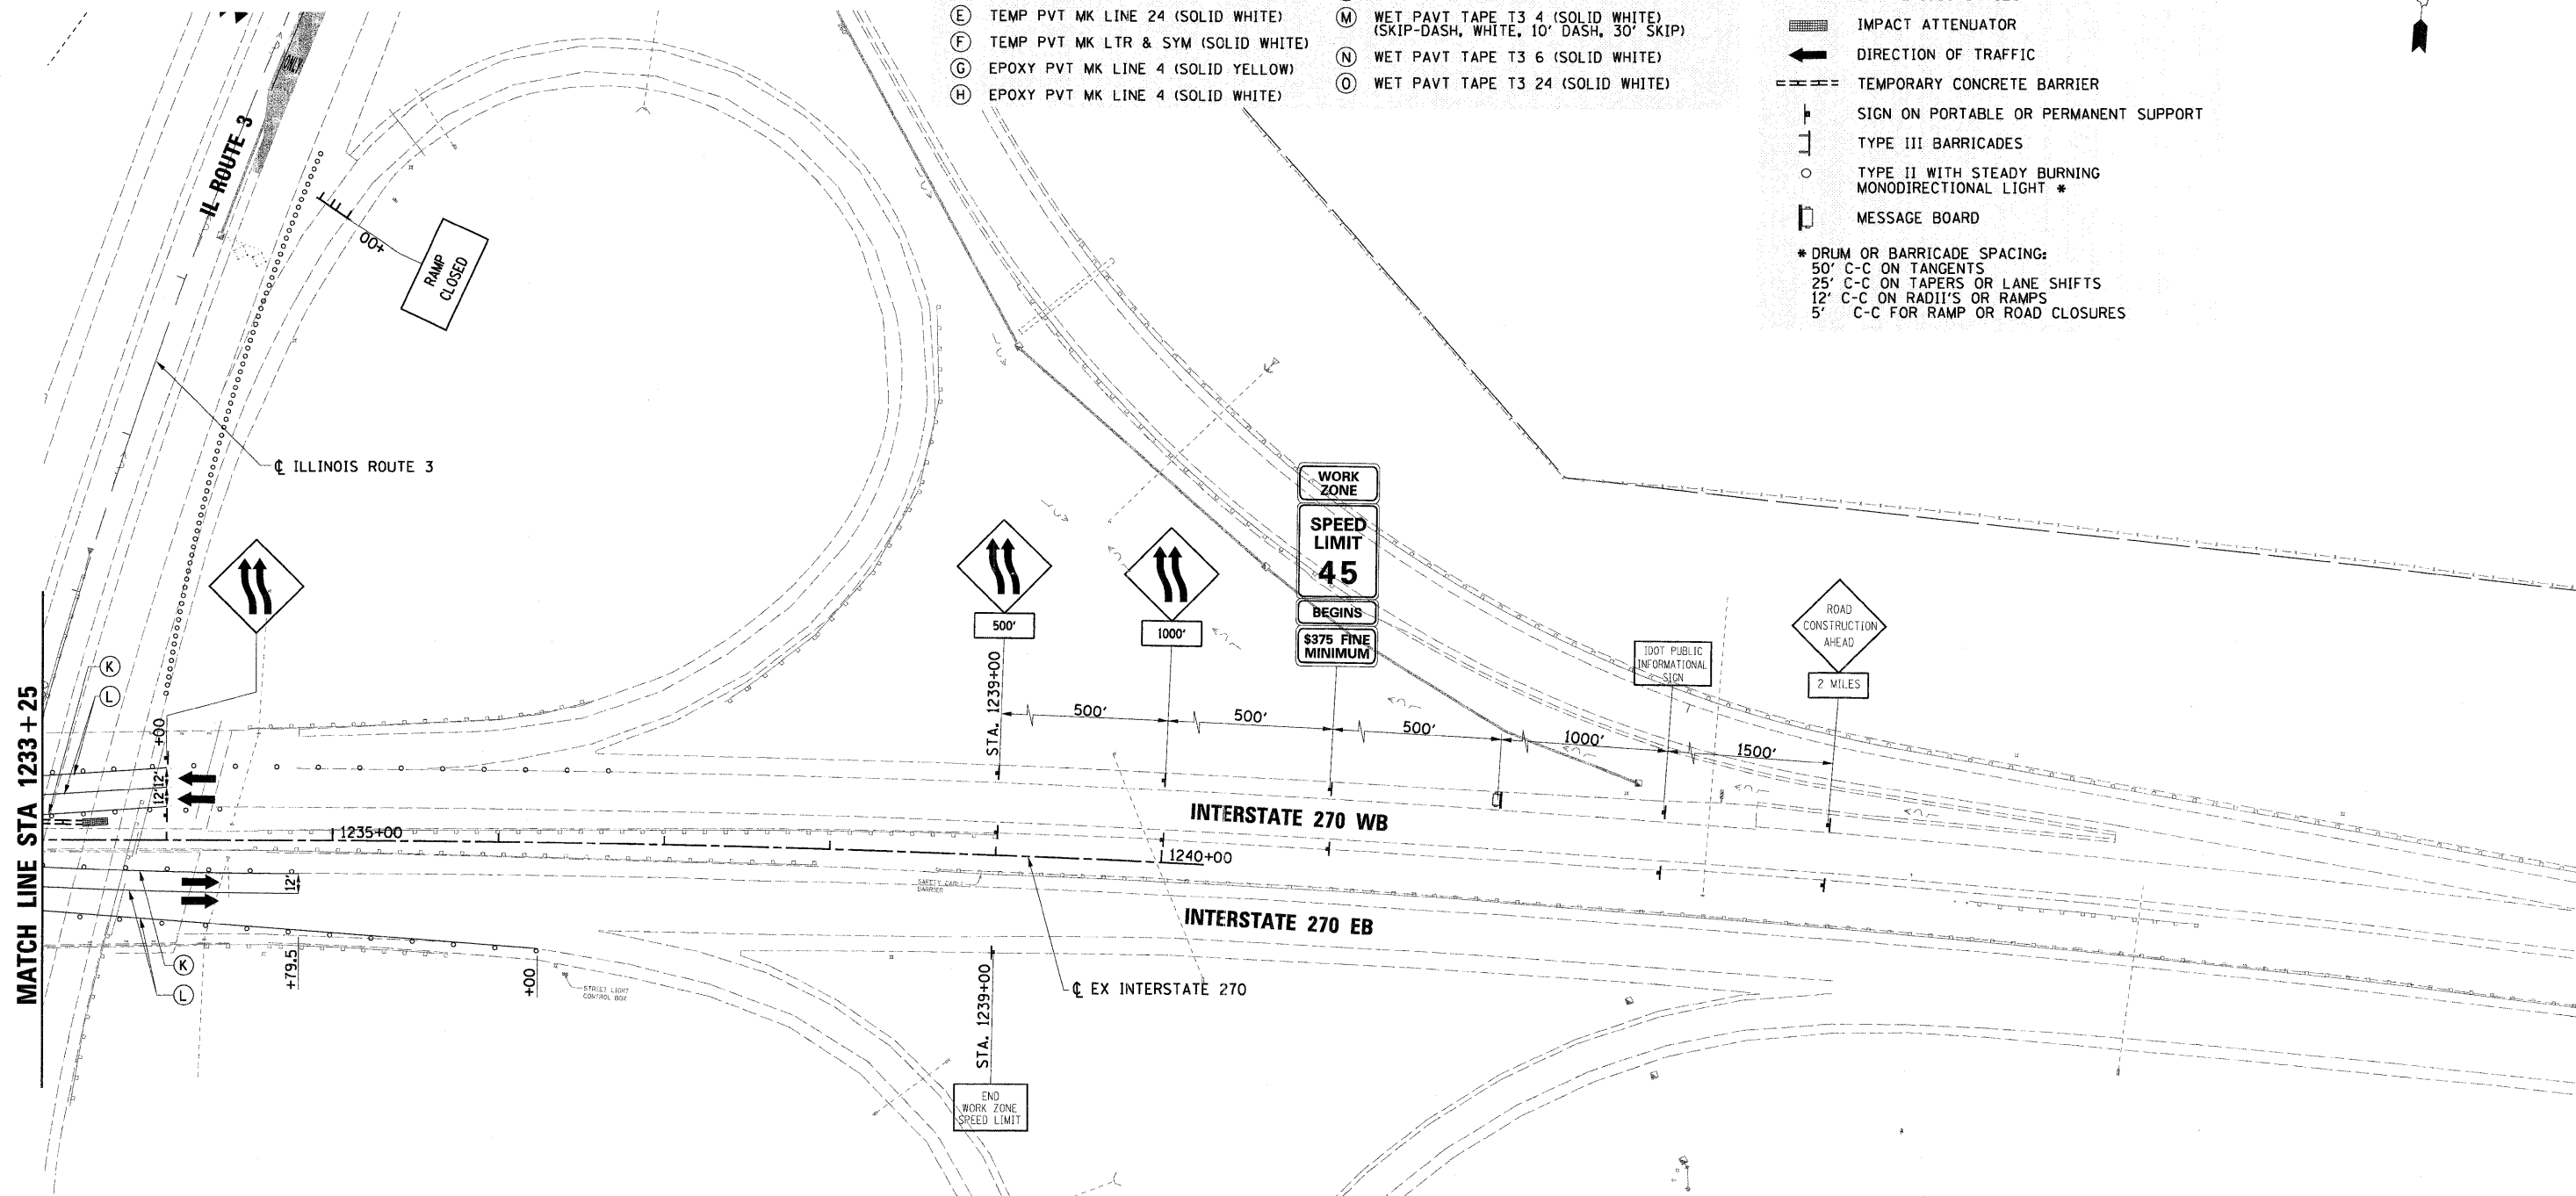 E TEMP PVT MK LINE 24 (SOLID WHITE)
F TEMP PVT MK LTR & SYM (SOLID WHITE)
G EPOXY PVT MK LINE 4 (SOLID YELLOW)
H EPOXY PVT MK LINE 4 (SOLID WHITE)
M WET PAVT TAPE T3 4 (SOLID WHITE)
(SKIP-DASH, WHITE, 10' DASH, 30' SKIP)
N WET PAVT TAPE T3 6 (SOLID WHITE)
O WET PAVT TAPE T3 24 (SOLID WHITE)
IMPACT ATTENUATOR
DIRECTION OF TRAFFIC
TEMPORARY CONCRETE BARRIER
SIGN ON PORTABLE OR PERMANENT SUPPORT
TYPE III BARRICADES
TYPE II WITH STEADY BURNING
MONODIRECTIONAL LIGHT *
MESSAGE BOARD
* DRUM OR BARRICADE SPACING:
50' C-C ON TANGENTS
25' C-C ON TAPERS OR LANE SHIFTS
12' C-C ON RADII'S OR RAMPS
5' C-C FOR RAMP OR ROAD CLOSURES
ONLY
IL ROUTE 3
+00
RAMP
CLOSED
℄ ILLINOIS ROUTE 3
WORK
ZONE
SPEED
LIMIT
45
BEGINS
$375 FINE
MINIMUM
500'
1000'
IDOT PUBLIC
INFORMATIONAL
SIGN
ROAD
CONSTRUCTION
AHEAD
2 MILES
K
L
MATCH LINE STA 1233+25
+00
12'
12'
STA. 1239+00
500'
500'
500'
1000'
1500'
INTERSTATE 270 WB
1235+00
1240+00
12'
SAFETY CABLE
BARRIER
INTERSTATE 270 EB
K
L
+79.5
+00
STREET LIGHT
CONTROL BOX
STA. 1239+00
℄ EX INTERSTATE 270
END
WORK ZONE
SPEED LIMIT